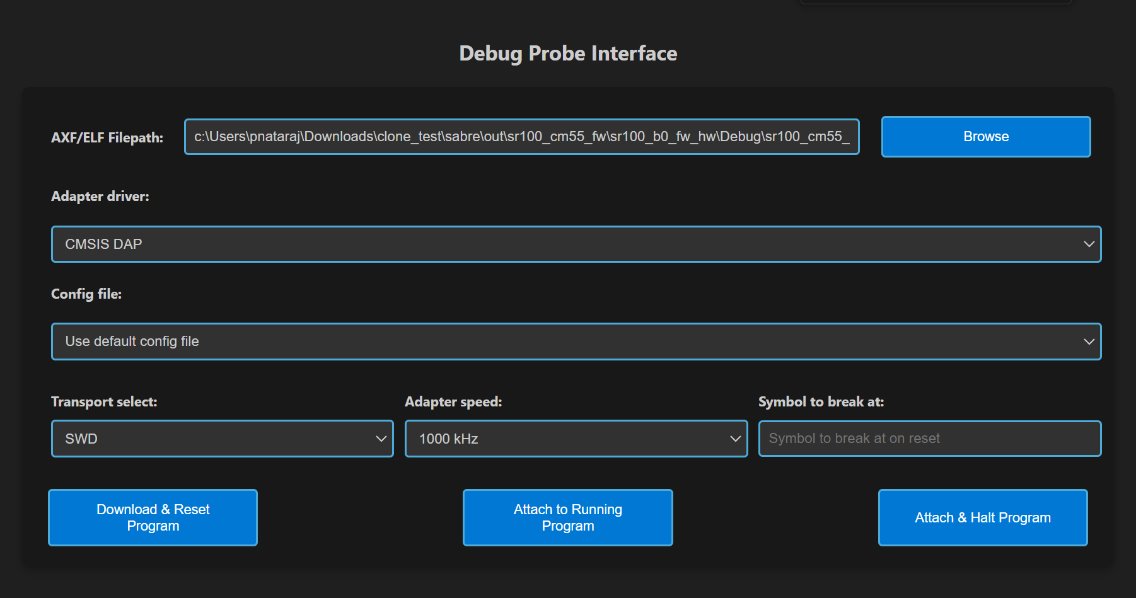 Debug Probe Interface
AXF/ELF Filepath: c:\Users\pnataraj\Downloads\clone_test\sabre\out\sr100_cm55_fw\sr100_b0_fw_hw\Debug\sr100_cm55_ Browse
Adapter driver:
CMSIS DAP
Config file:
Use default config file
Transport select: Adapter speed: Symbol to break at:
SWD 1000 kHz Symbol to break at on reset
Download & Reset
Program
Attach to Running
Program
Attach & Halt Program